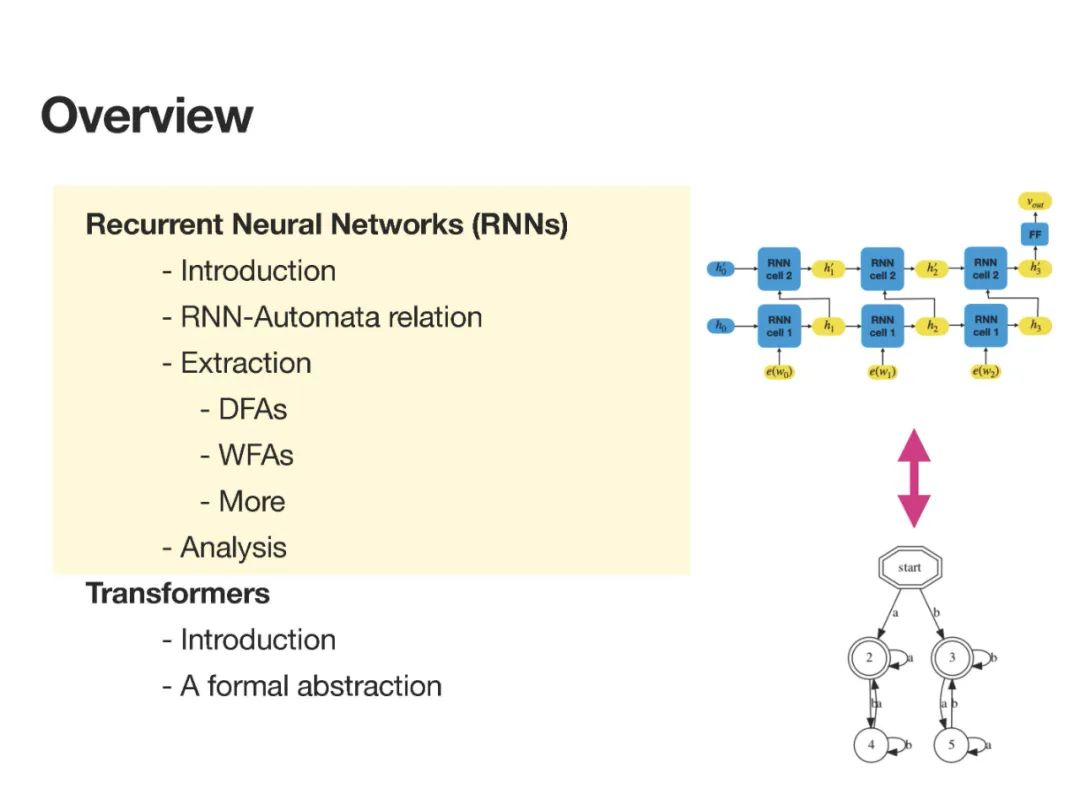 Overview
Recurrent Neural Networks (RNNs)
- Introduction
- RNN-Automata relation
- Extraction
- DFAs
- WFAs
- More
- Analysis
Transformers
- Introduction
- A formal abstraction
v_out
FF
h'_0 RNN cell 2 h'_1 RNN cell 2 h'_2 RNN cell 2 h'_3
h_0 RNN cell 1 h_1 RNN cell 1 h_2 RNN cell 1 h_3
e(w_0) e(w_1) e(w_2)
start
a b
2 a 3 b
b a a b
4 b 5 a